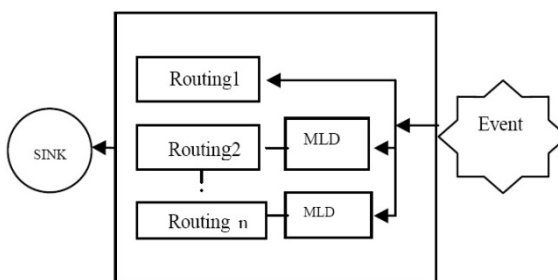 Routing1
Event
MLD
Routing2
SINK
MLD
Routing n